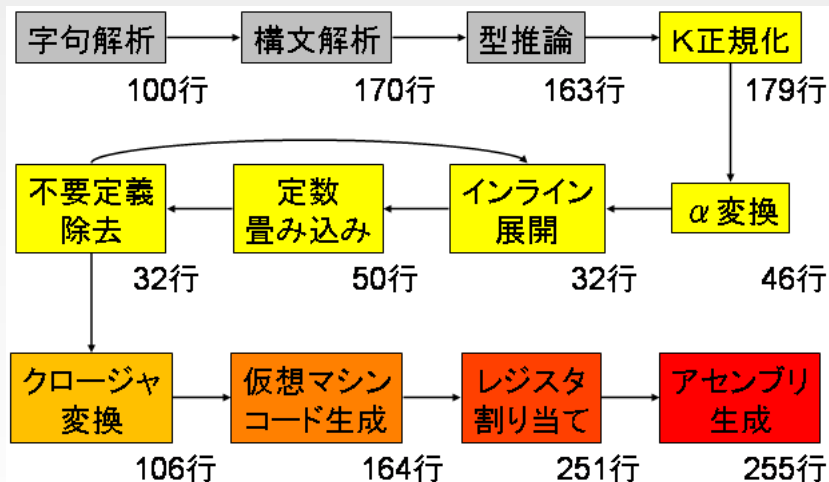 字句解析
構文解析
型推論
K正規化
100行
170行
163行
179行
不要定義
除去
定数
畳み込み
インライン
展開
α変換
32行
50行
32行
46行
クロージャ
変換
仮想マシン
コード生成
レジスタ
割り当て
アセンブリ
生成
106行
164行
251行
255行